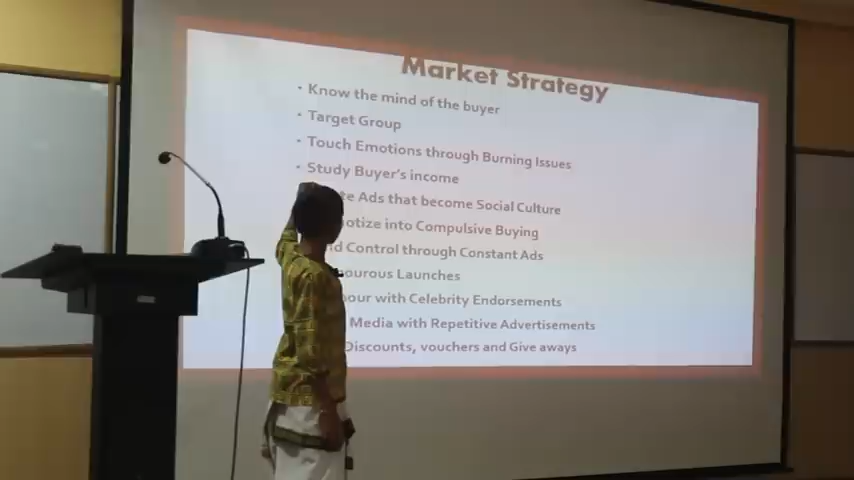 Market Strategy
• Know the mind of the buyer
• Target Group
• Touch Emotions through Burning Issues
• Study Buyer's income
Ads that become Social Culture
into Compulsive Buying
Control through Constant Ads
Launches
with Celebrity Endorsements
Media with Repetitive Advertisements
Discounts, vouchers and Give aways